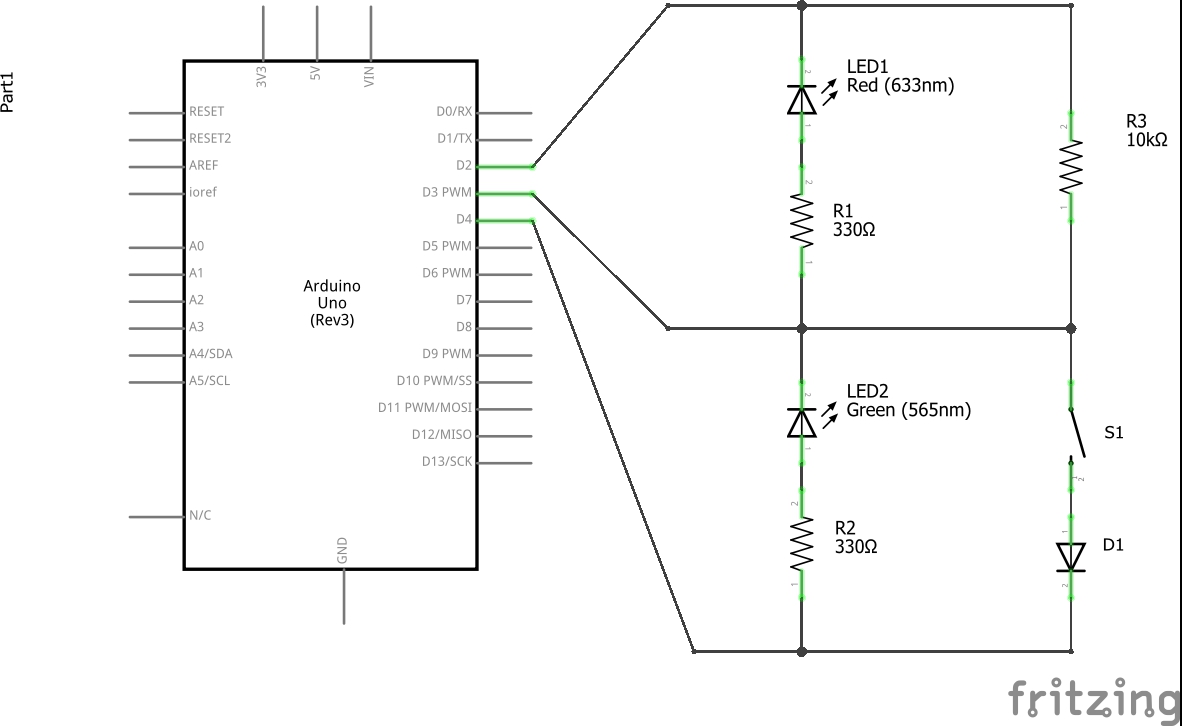 Part1
3V3
5V
VIN
RESET
RESET2
AREF
ioref
A0
A1
A2
A3
A4/SDA
A5/SCL
N/C
D0/RX
D1/TX
D2
D3 PWM
D4
D5 PWM
D6 PWM
D7
D8
D9 PWM
D10 PWM/SS
D11 PWM/MOSI
D12/MISO
D13/SCK
GND
Arduino
Uno
(Rev3)
2
LED1
Red (633nm)
1
2
R1
330Ω
1
2
R3
10kΩ
1
2
LED2
Green (565nm)
1
2
R2
330Ω
1
S1
1
2
1
D1
2
fritzing